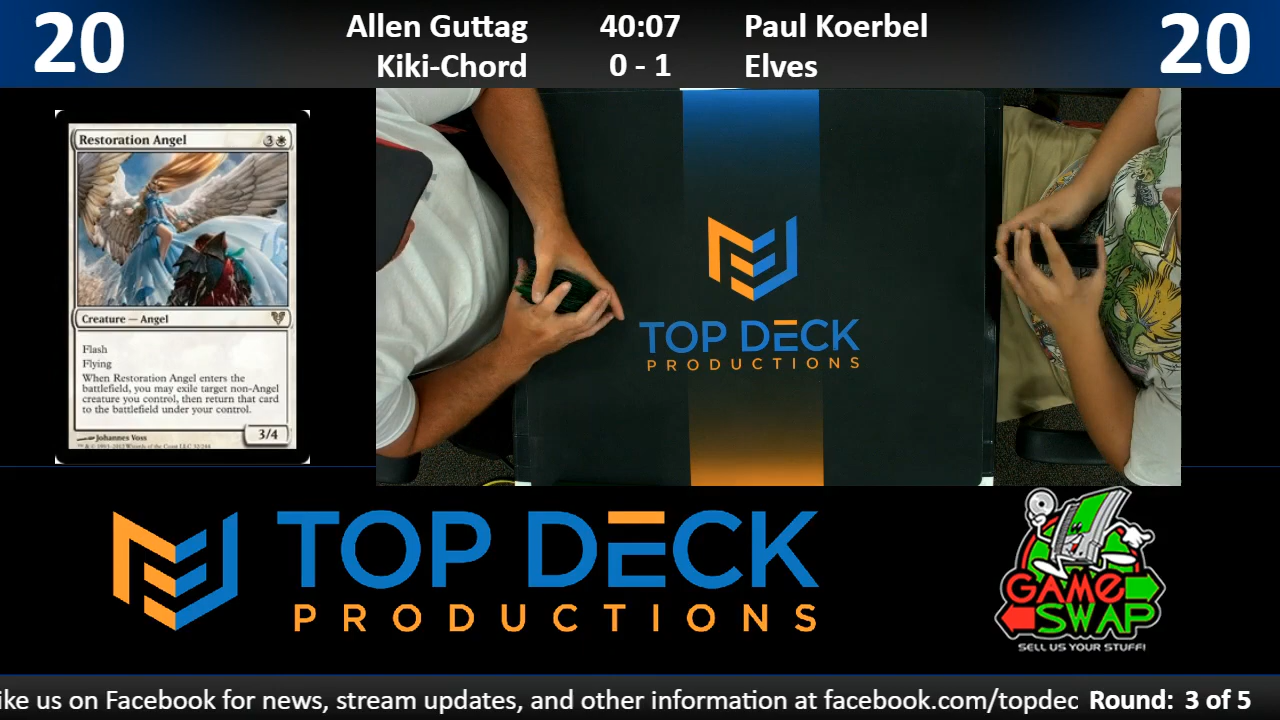 20
Allen Guttag 40:07 Paul Koerbel
Kiki-Chord 0 - 1 Elves
20
Restoration Angel 3
Creature — Angel
Flash
Flying
When Restoration Angel enters the
battlefield, you may exile target non-Angel
creature you control, then return that card
to the battlefield under your control.
Johannes Voss
3/4
TOP DECK
PRODUCTIONS
TOP DECK
PRODUCTIONS
GAME
SWAP
SELL US YOUR STUFF!
ike us on Facebook for news, stream updates, and other information at facebook.com/topdec Round: 3 of 5